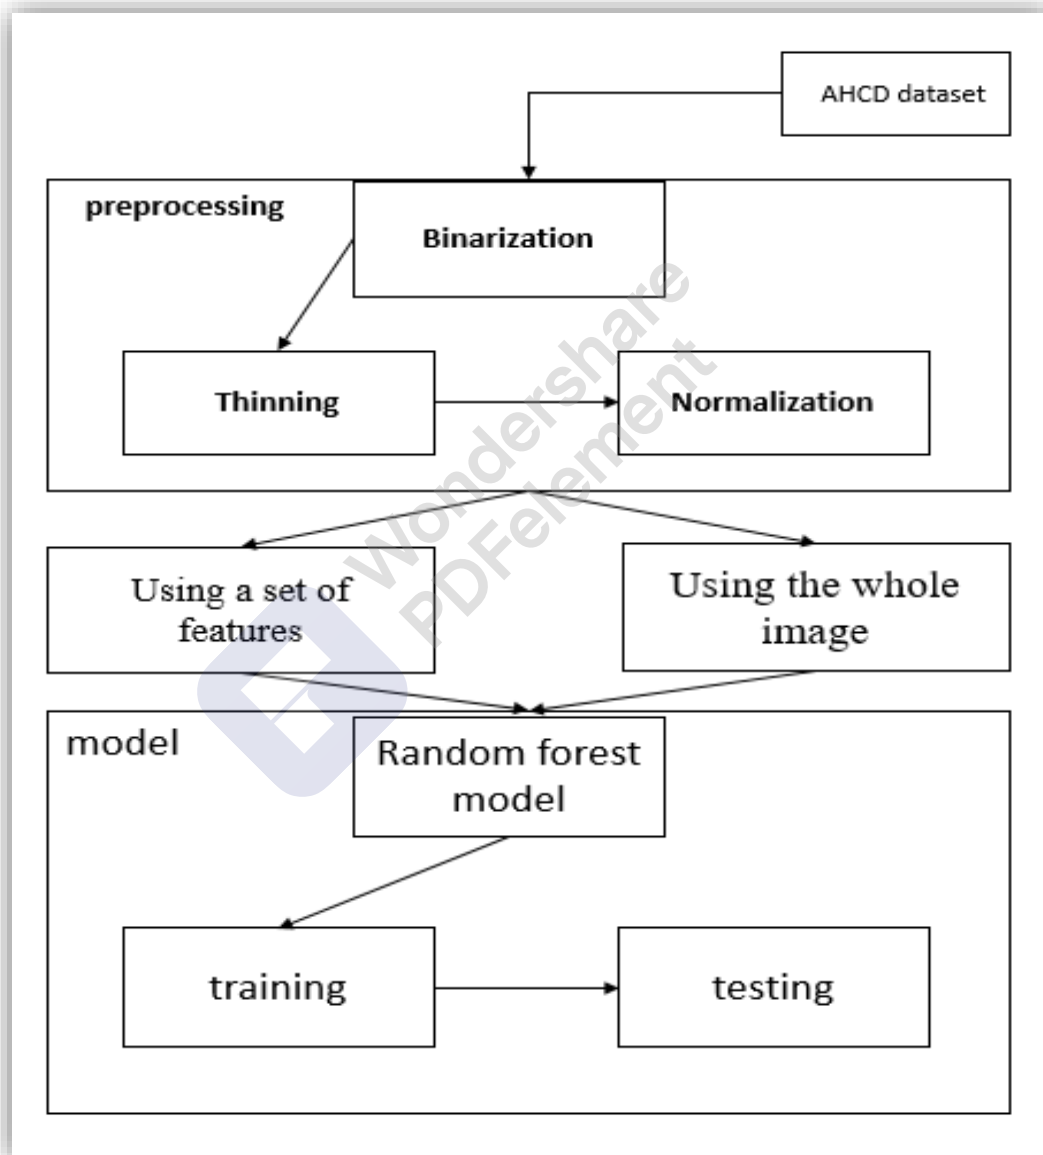 AHCD dataset
preprocessing
Binarization
Thinning
Normalization
Wondershare
PDFelement
Using a set of
features
Using the whole
image
model
Random forest
model
training
testing